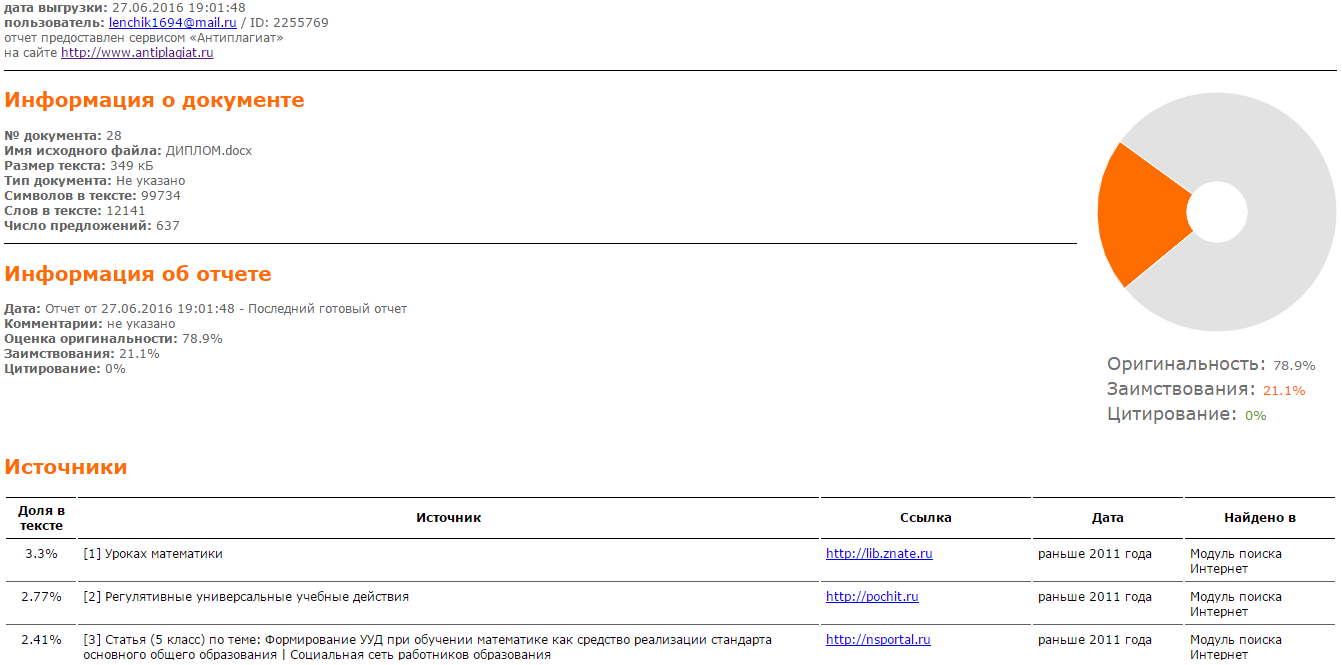 дата выгрузки: 27.06.2016 19:01:48
пользователь: lenchik1694@mail.ru / ID: 2255769
отчет предоставлен сервисом «Антиплагиат»
на сайте http://www.antiplagiat.ru
Информация о документе
№ документа: 28
Имя исходного файла: ДИПЛОМ.docx
Размер текста: 349 кБ
Тип документа: Не указано
Символов в тексте: 99734
Слов в тексте: 12141
Число предложений: 637
Информация об отчете
Дата: Отчет от 27.06.2016 19:01:48 - Последний готовый отчет
Комментарии: не указано
Оценка оригинальности: 78.9%
Заимствования: 21.1%
Цитирование: 0%
Оригинальность: 78.9%
Заимствования: 21.1%
Цитирование: 0%
Источники
Доля в тексте Источник Ссылка Дата Найдено в
3.3% [1] Уроках математики http://lib.znate.ru раньше 2011 года Модуль поиска
Интернет
2.77% [2] Регулятивные универсальные учебные действия http://pochit.ru раньше 2011 года Модуль поиска
Интернет
2.41% [3] Статья (5 класс) по теме: Формирование УУД при обучении математике как средство реализации стандарта http://nsportal.ru раньше 2011 года Модуль поиска
основного общего образования | Социальная сеть работников образования Интернет